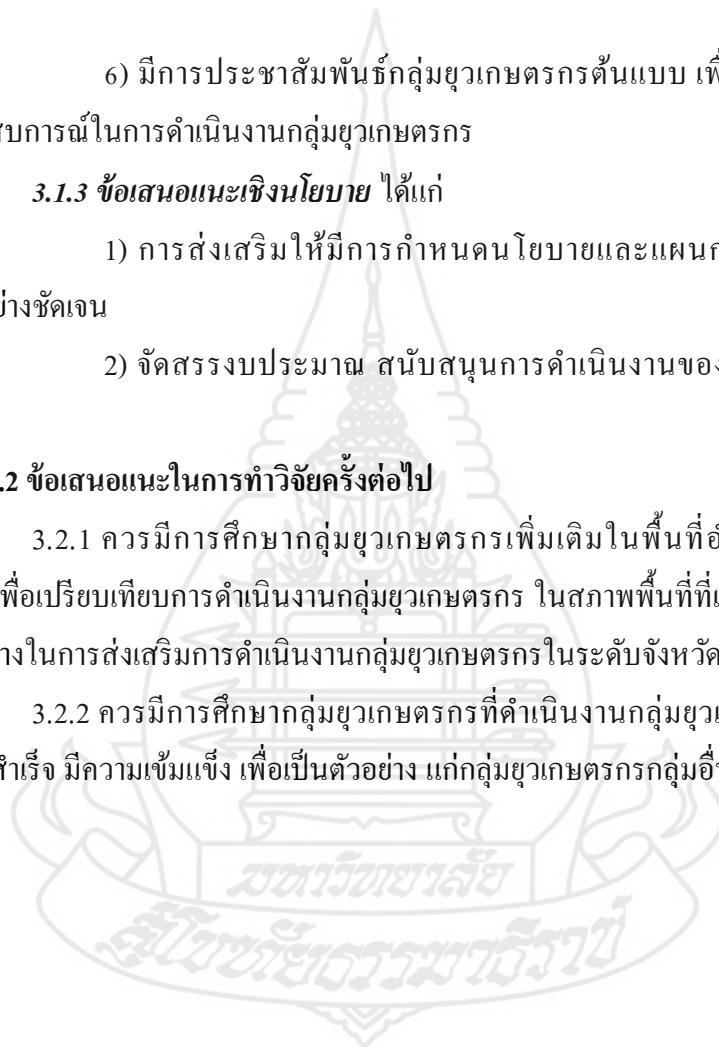 6) มีการประชาสัมพันธ์กลุ่มยุวเกษตรกรต้นแบบ เพื่
สบการณ์ในการดำเนินงานกลุ่มยุวเกษตรกร
3.1.3 ข้อเสนอแนะเชิงนโยบาย ได้แก่
1) การส่งเสริมให้มีการกำหนดนโยบายและแผนก
ย่างชัดเจน
2) จัดสรรงบประมาณ สนับสนุนการดำเนินงานของ
.2 ข้อเสนอแนะในการทำวิจัยครั้งต่อไป
3.2.1 ควรมีการศึกษากลุ่มยุวเกษตรกรเพิ่มเติมในพื้นที่อำ
พื่อเปรียบเทียบการดำเนินงานกลุ่มยุวเกษตรกร ในสภาพพื้นที่ที่แ
างในการส่งเสริมการดำเนินงานกลุ่มยุวเกษตรกรในระดับจังหวัด
3.2.2 ควรมีการศึกษากลุ่มยุวเกษตรกรที่ดำเนินงานกลุ่มยุวเ
สำเร็จ มีความเข้มแข็ง เพื่อเป็นตัวอย่าง แก่กลุ่มยุวเกษตรกรกลุ่มอื่
มหาวิทยาลัย
สุโขทัยธรรมาธิราช